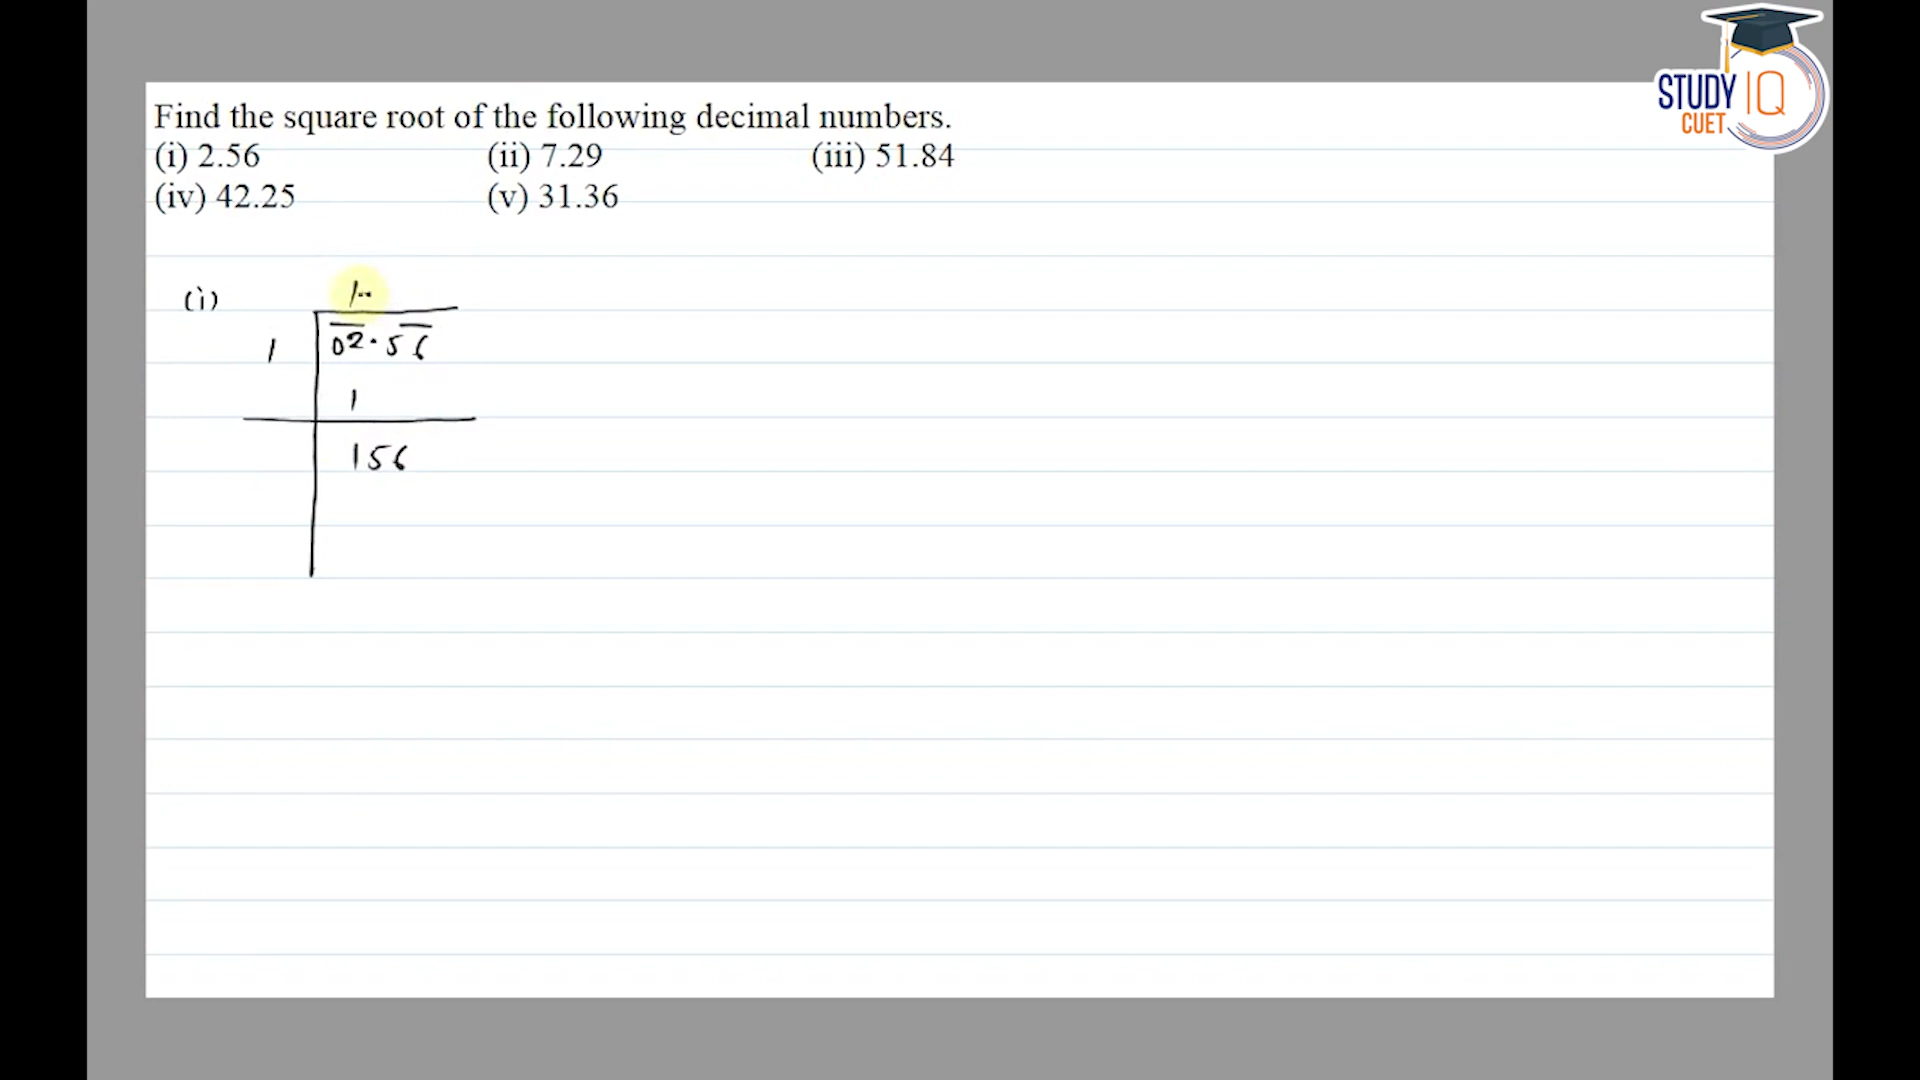 STUDY IQ
CUET
Find the square root of the following decimal numbers.
(i) 2.56 (ii) 7.29 (iii) 51.84
(iv) 42.25 (v) 31.36
(i) 1.
1 02.56
1
156